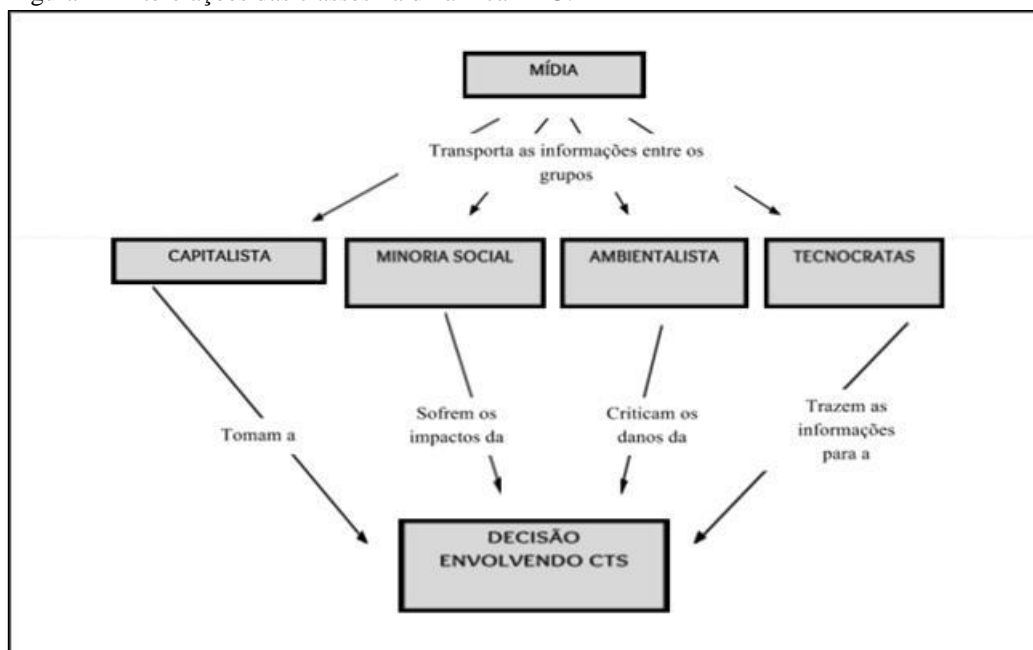 MÍDIA
Transporta as informações entre os
grupos
CAPITALISTA
MINORIA SOCIAL
AMBIENTALISTA
TECNOCRATAS
Tomam a
Sofrem os
impactos da
Criticam os
danos da
Trazem as
informações
para a
DECISÃO
ENVOLVENDO CTS